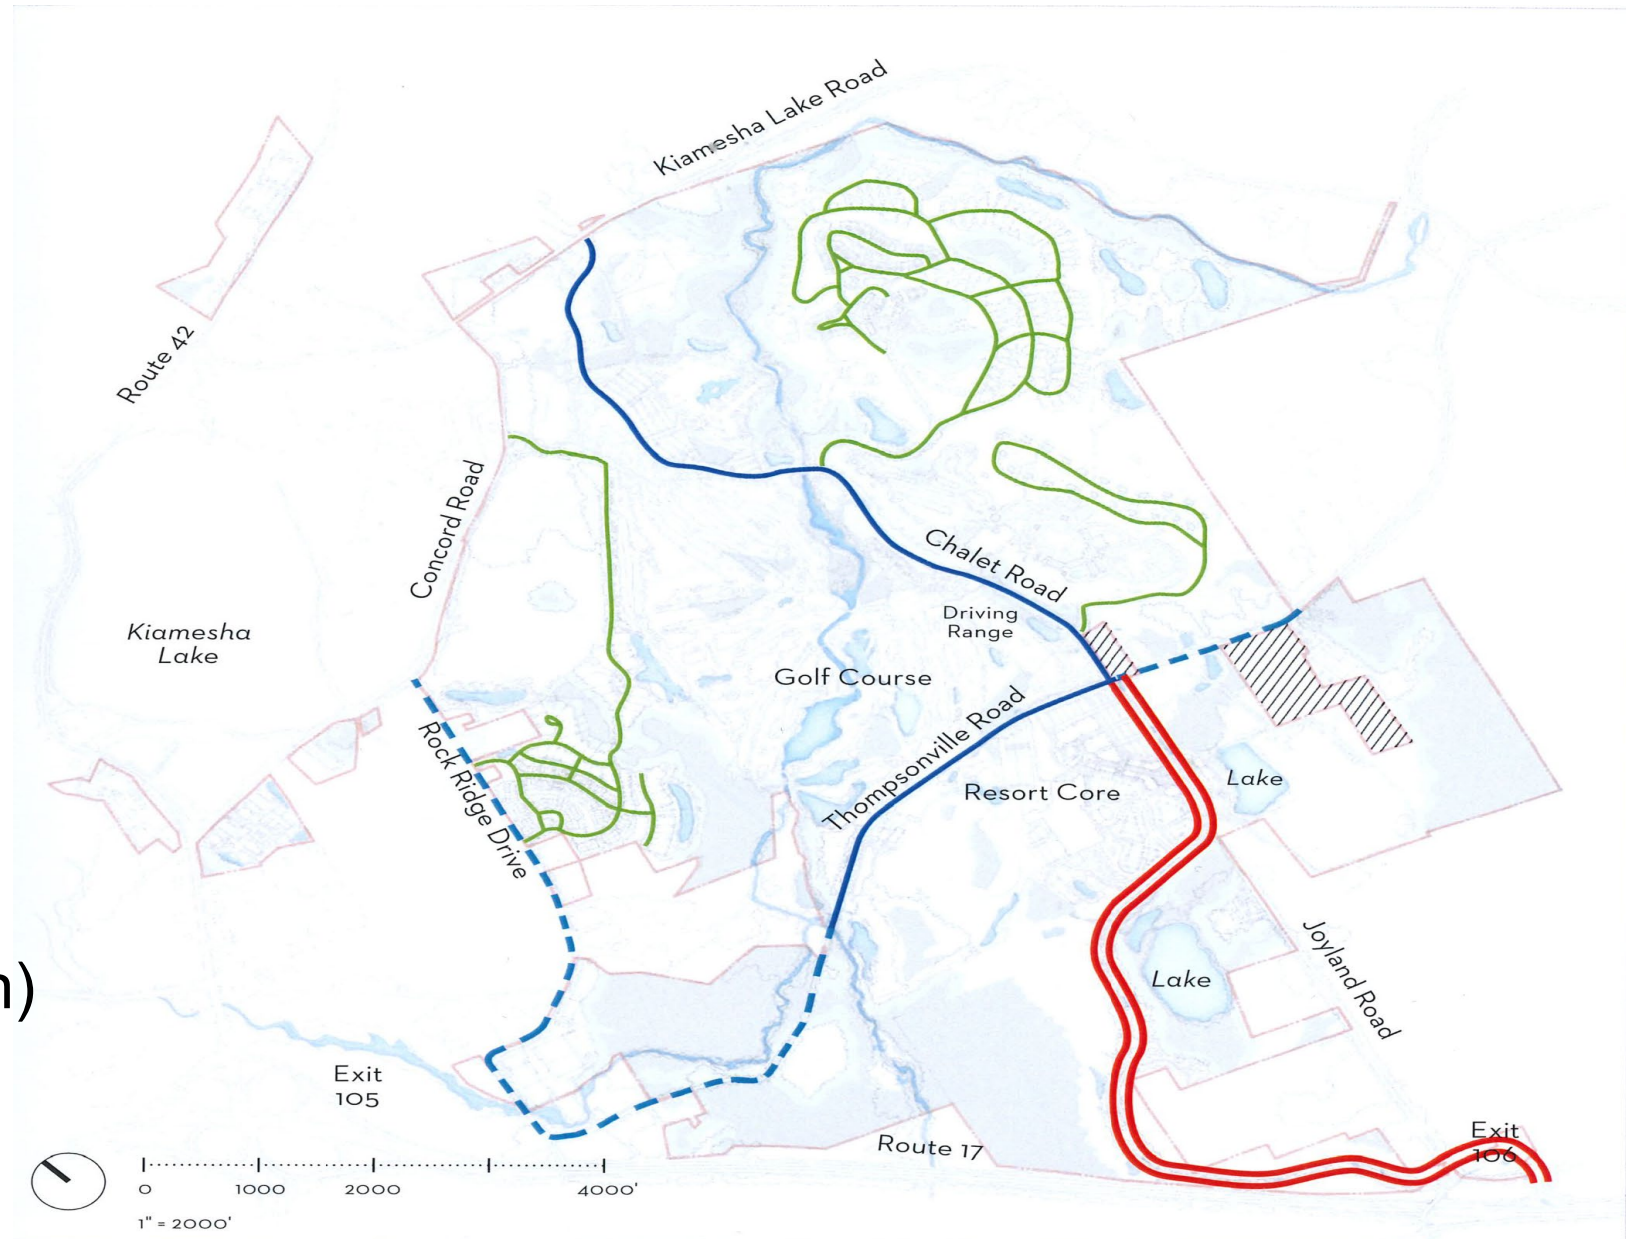 Kiamesha Lake Road
Route 42
Concord Road
Chalet Road
Driving
Range
Kiamesha
Lake
Golf Course
Thompsonville Road
Rock Ridge Drive
Lake
Resort Core
Joyland Road
Lake
n)
Exit
105
Route 17
Exit
106
0 1000 2000 4000'
1" = 2000'